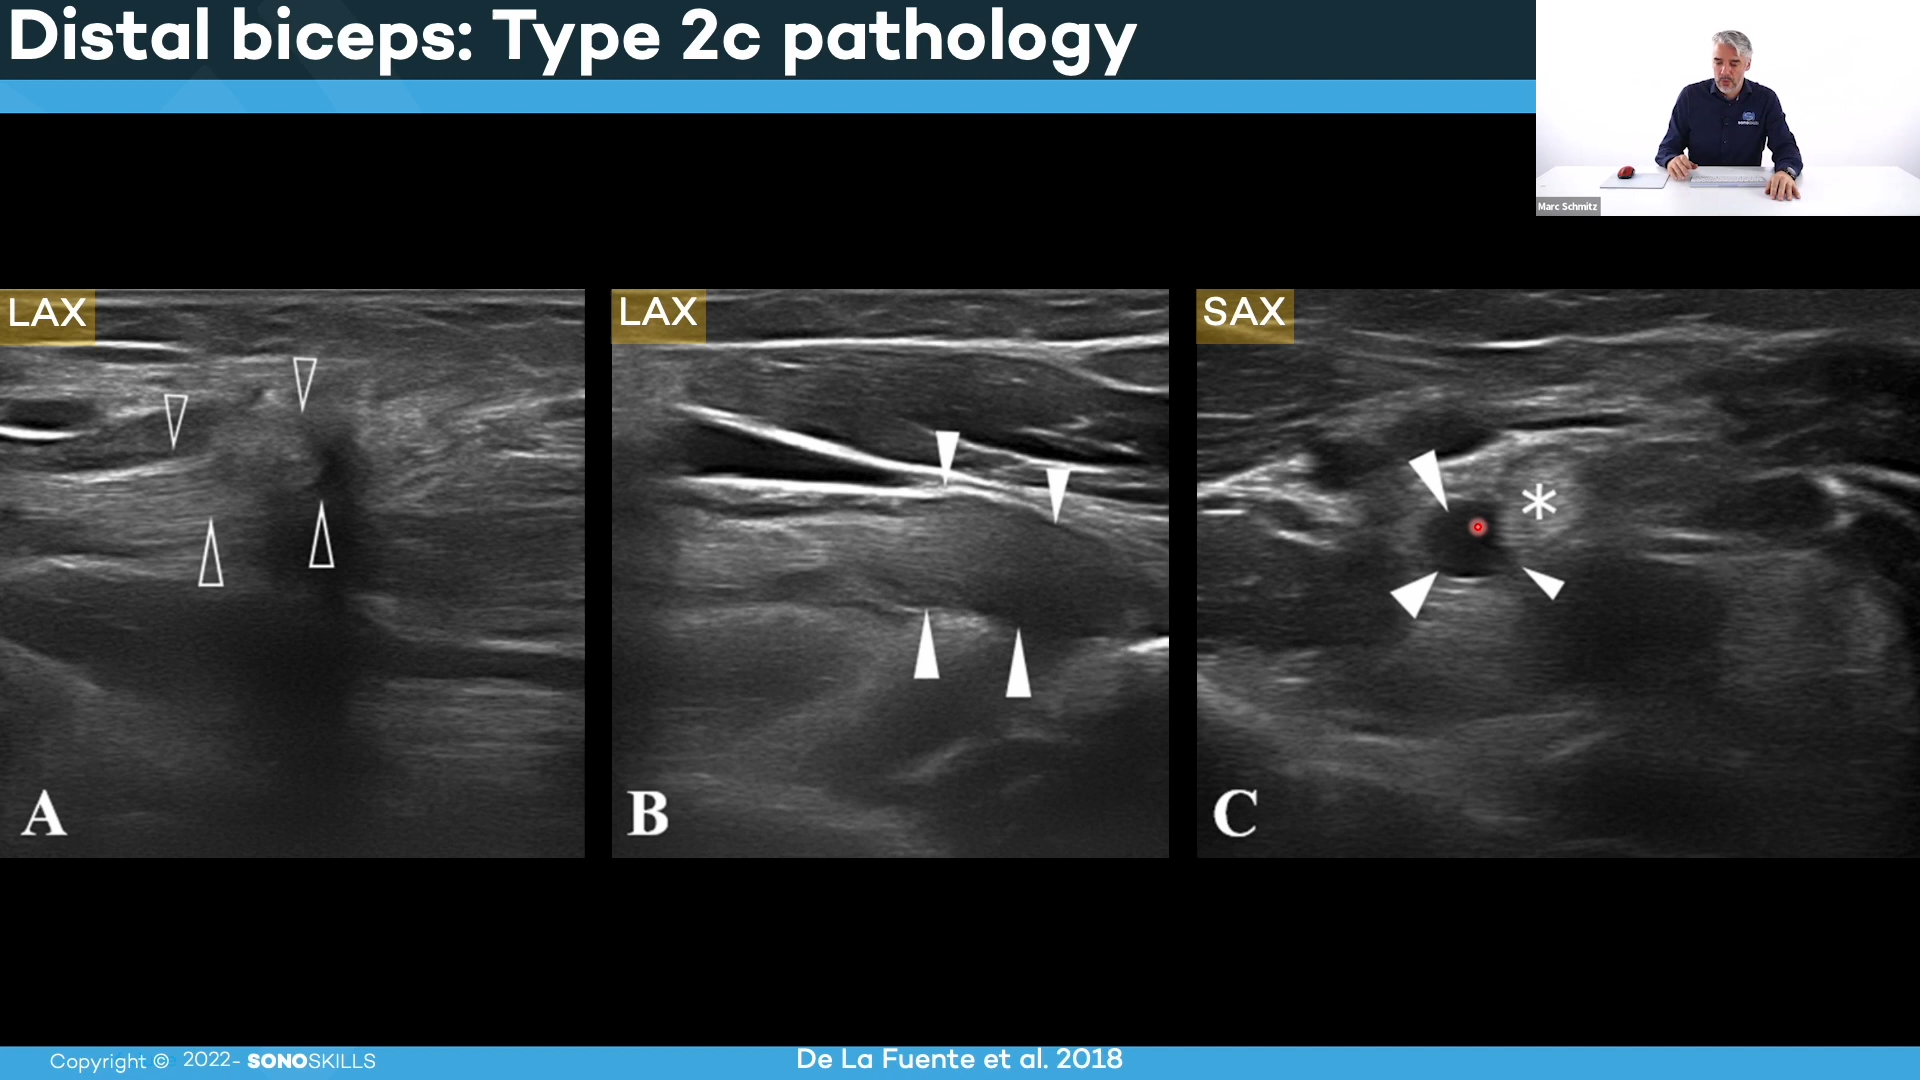 Distal biceps: Type 2c pathology
Marc Schmitz
LAX
LAX
SAX
*
A
B
C
Copyright © 2022- SONOSKILLS
De La Fuente et al. 2018